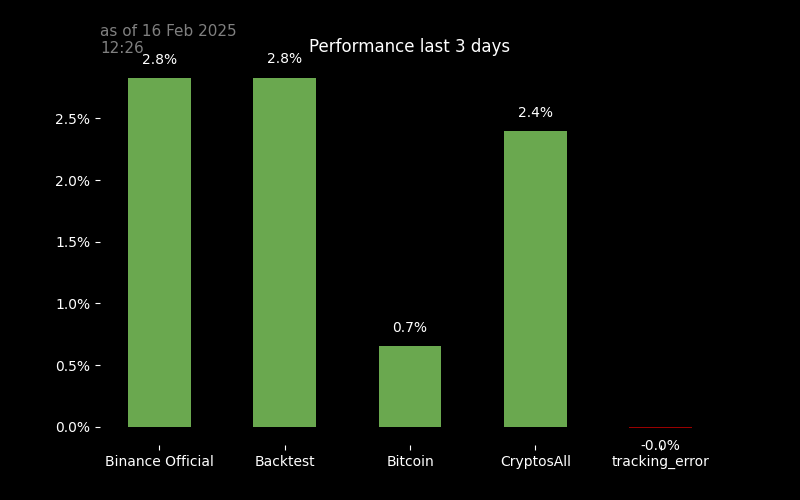 as of 16 Feb 2025
12:26
Performance last 3 days
2.8%
2.8%
2.4%
0.7%
-0.0%
2.5%
2.0%
1.5%
1.0%
0.5%
0.0%
Binance Official
Backtest
Bitcoin
CryptosAll
tracking_error